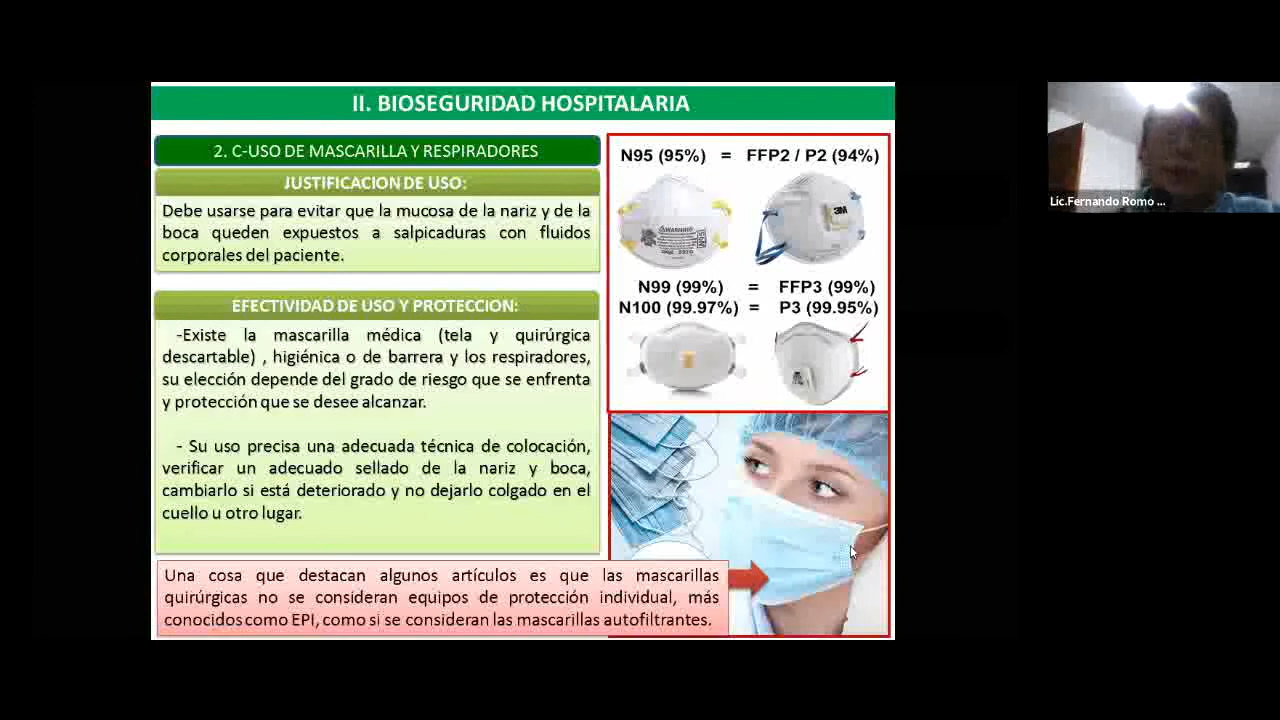 II. BIOSEGURIDAD HOSPITALARIA
2. C-USO DE MASCARILLA Y RESPIRADORES
JUSTIFICACION DE USO:
Debe usarse para evitar que la mucosa de la nariz y de la
boca queden expuestos a salpicaduras con fluidos
corporales del paciente.
EFECTIVIDAD DE USO Y PROTECCION:
-Existe la mascarilla médica (tela y quirúrgica
descartable) , higiénica o de barrera y los respiradores,
su elección depende del grado de riesgo que se enfrenta
y protección que se desee alcanzar.
- Su uso precisa una adecuada técnica de colocación,
verificar un adecuado sellado de la nariz y boca,
cambiarlo si está deteriorado y no dejarlo colgado en el
cuello u otro lugar.
Una cosa que destacan algunos artículos es que las mascarillas
quirúrgicas no se consideran equipos de protección individual, más
conocidos como EPI, como si se consideran las mascarillas autofiltrantes.
N95 (95%) = FFP2 / P2 (94%)
WARNING
3M
N99 (99%) = FFP3 (99%)
N100 (99.97%) = P3 (99.95%)
Lic.Fernando Romo ...